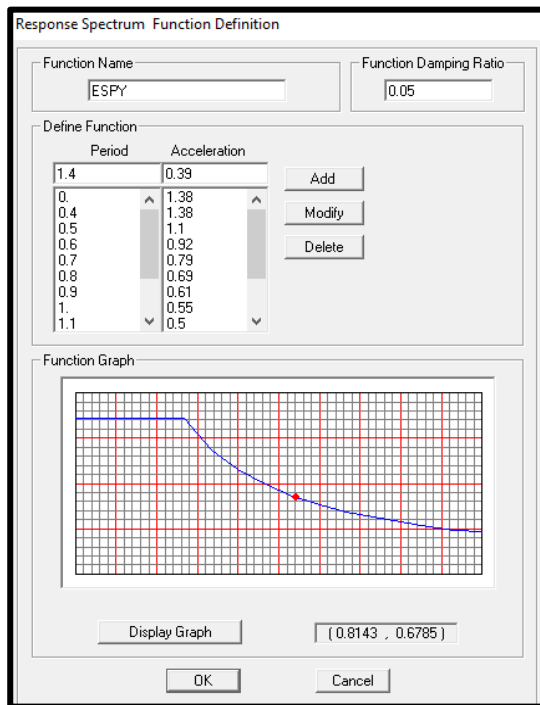 Response Spectrum Function Definition
Function Name
Function Damping Ratio
ESPY
0.05
Define Function
Period Acceleration
1.4 0.39
Add
0. 1.38
0.4 1.38
0.5 1.1
0.6 0.92
0.7 0.79
0.8 0.69
0.9 0.61
1. 0.55
1.1 0.5
Modify
Delete
Function Graph
Display Graph
( 0.8143 , 0.6785 )
OK
Cancel